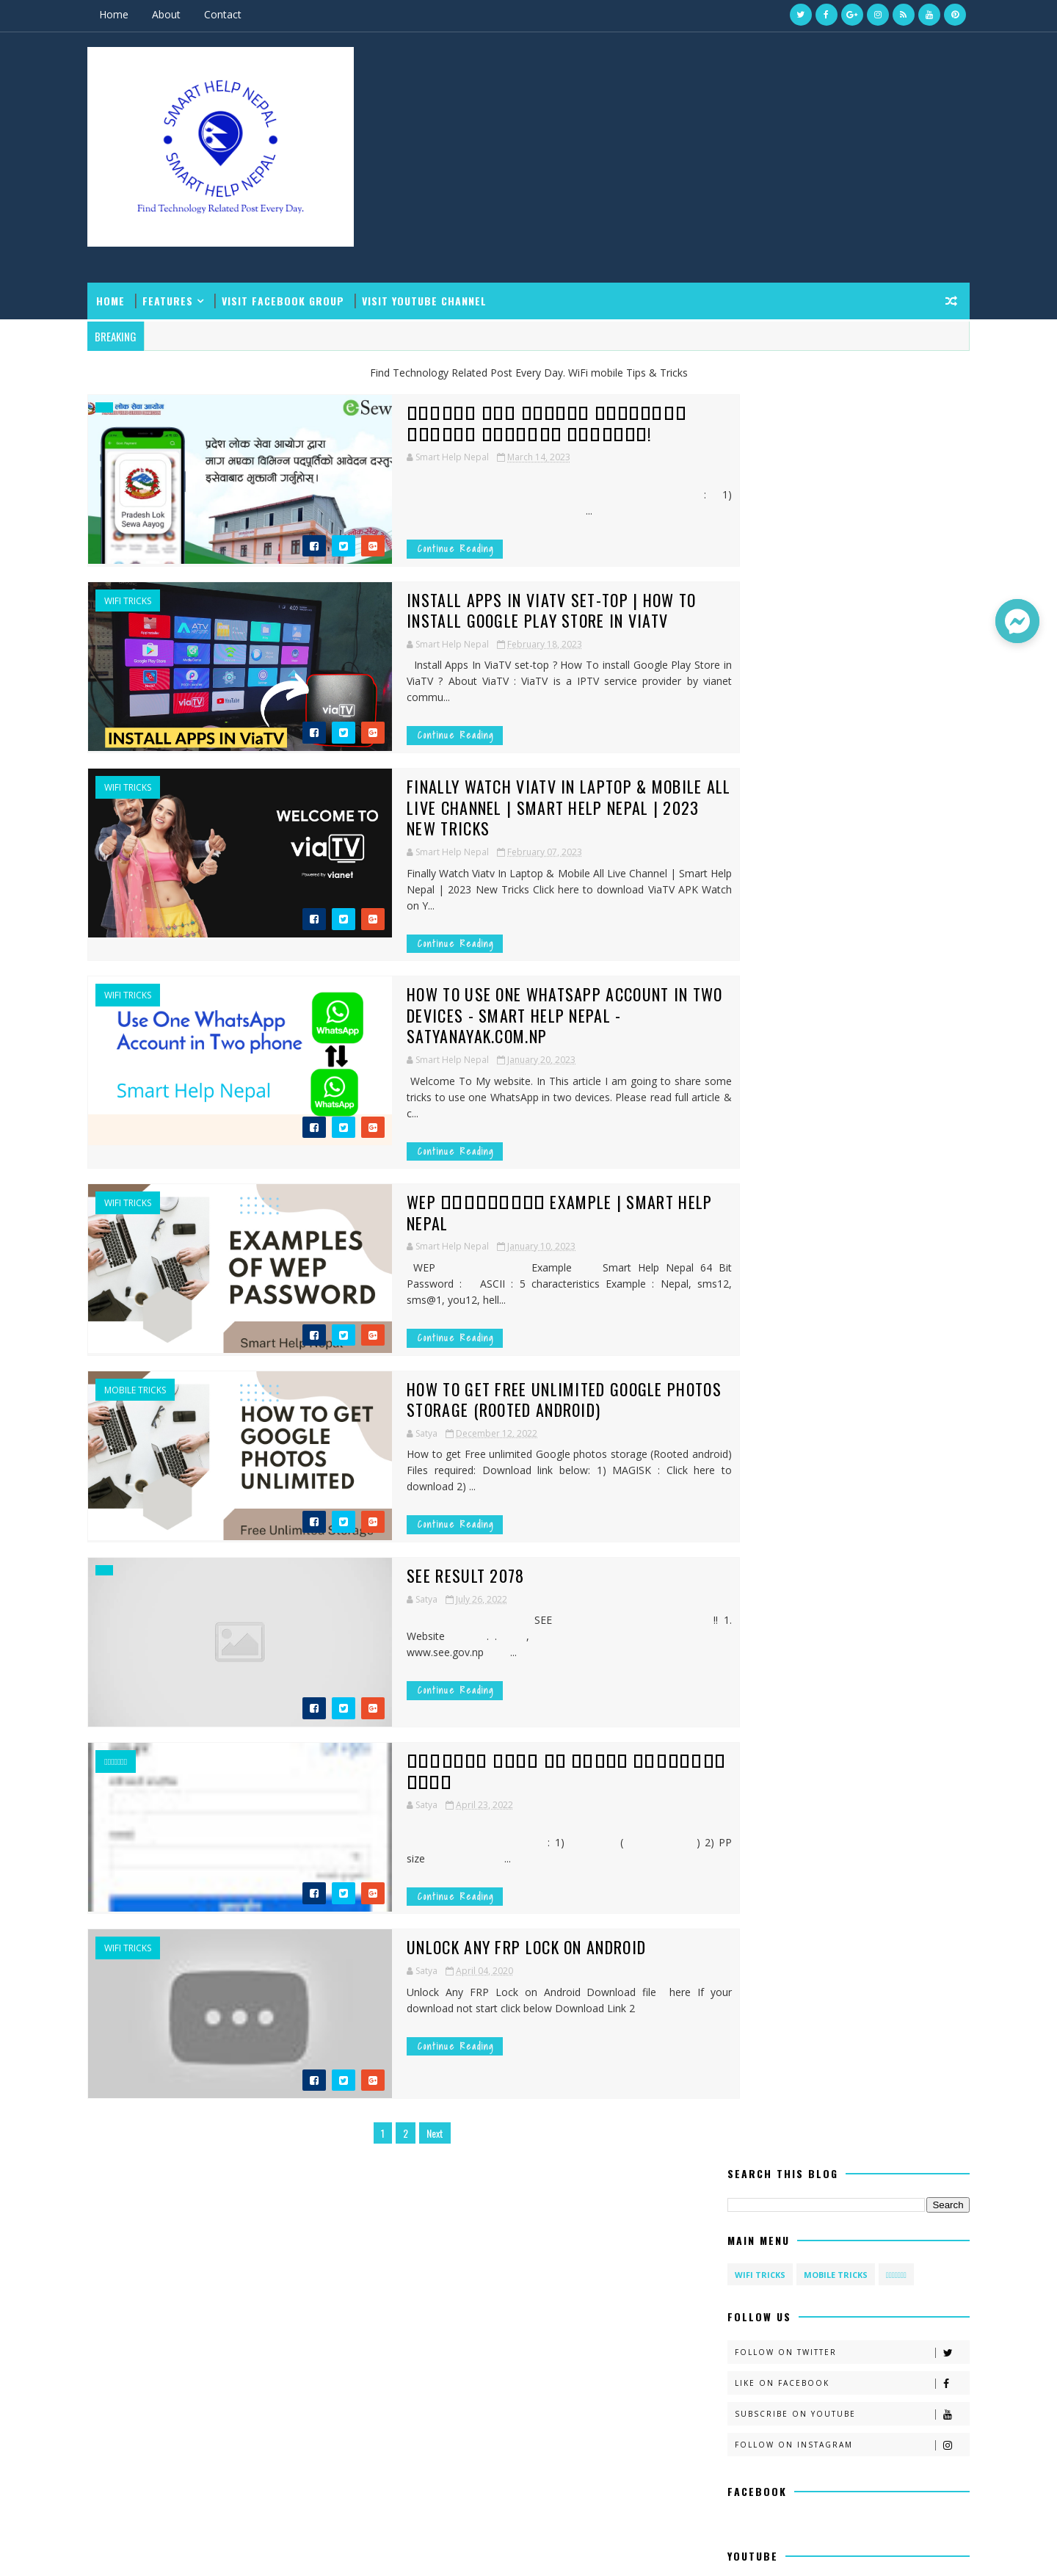 Home About Contact
SMART HELP NEPAL
SMART HELP NEPAL
Find Technology Related Post Every Day.
HOME FEATURES VISIT FACEBOOK GROUP VISIT YOUTUBE CHANNEL
BREAKING
Find Technology Related Post Every Day. WiFi mobile Tips & Tricks
लोक सेवा आयोग
eSew
प्रदेश लोक सेवा आयोग द्वारा
माग भएका विभिन्न पदपूर्तिको आवेदन दस्तुर
इसेवाबाट भुक्तानी गर्नुहोस् ।
Pradesh Lok
Sewa Aayog
Smart Help Nepal March 14, 2023
: 1)
...
Continue Reading
WIFI TRICKS
ATV
Google Play Store
viaTV
viaTV
INSTALL APPS IN ViaTV
INSTALL APPS IN VIATV SET-TOP | HOW TO
INSTALL GOOGLE PLAY STORE IN VIATV
Smart Help Nepal February 18, 2023
Install Apps In ViaTV set-top ? How To install Google Play Store in
ViaTV ? About ViaTV : ViaTV is a IPTV service provider by vianet
commu...
Continue Reading
WIFI TRICKS
WELCOME TO
viaTV
Powered by vianet
FINALLY WATCH VIATV IN LAPTOP & MOBILE ALL
LIVE CHANNEL | SMART HELP NEPAL | 2023
NEW TRICKS
Smart Help Nepal February 07, 2023
Finally Watch Viatv In Laptop & Mobile All Live Channel | Smart Help
Nepal | 2023 New Tricks Click here to download ViaTV APK Watch
on Y...
Continue Reading
WIFI TRICKS
Use One WhatsApp
Account in Two phone
Smart Help Nepal
WhatsApp
WhatsApp
HOW TO USE ONE WHATSAPP ACCOUNT IN TWO
DEVICES - SMART HELP NEPAL -
SATYANAYAK.COM.NP
Smart Help Nepal January 20, 2023
Welcome To My website. In This article I am going to share some
tricks to use one WhatsApp in two devices. Please read full article &
c...
Continue Reading
WIFI TRICKS
EXAMPLES
OF WEP
PASSWORD
Smart Help Nepal
WEP EXAMPLE | SMART HELP
NEPAL
Smart Help Nepal January 10, 2023
WEP Example Smart Help Nepal 64 Bit
Password : ASCII : 5 characteristics Example : Nepal, sms12,
sms@1, you12, hell...
Continue Reading
MOBILE TRICKS
HOW TO GET
GOOGLE
PHOTOS
UNLIMITED
Free Unlimited Storage
HOW TO GET FREE UNLIMITED GOOGLE PHOTOS
STORAGE (ROOTED ANDROID)
Satya December 12, 2022
How to get Free unlimited Google photos storage (Rooted android)
Files required: Download link below: 1) MAGISK : Click here to
download 2) ...
Continue Reading
SEE RESULT 2078
Satya July 26, 2022
SEE !! 1.
Website . . ,
www.see.gov.np ...
Continue Reading
Satya April 23, 2022
: 1) ( ) 2) PP
size ...
Continue Reading
WIFI TRICKS
UNLOCK ANY FRP LOCK ON ANDROID
Satya April 04, 2020
Unlock Any FRP Lock on Android Download file here If your
download not start click below Download Link 2
Continue Reading
1 2 Next
SEARCH THIS BLOG
Search
MAIN MENU
WIFI TRICKS MOBILE TRICKS
FOLLOW US
FOLLOW ON TWITTER
LIKE ON FACEBOOK
SUBSCRIBE ON YOUTUBE
FOLLOW ON INSTAGRAM
FACEBOOK
YOUTUBE